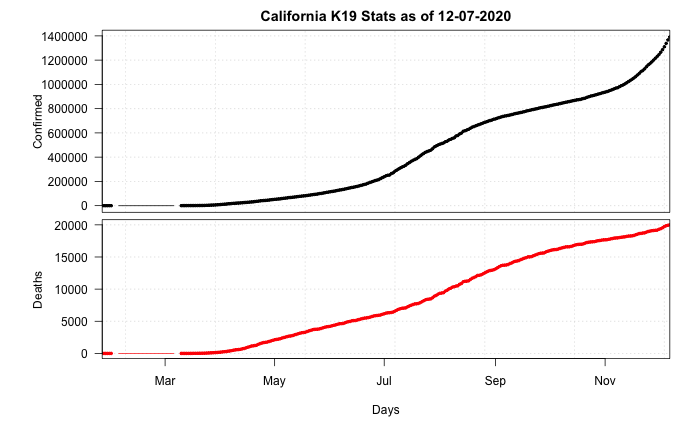 California K19 Stats as of 12-07-2020
Confirmed
1400000
1200000
1000000
800000
600000
400000
200000
0
Deaths
20000
15000
10000
5000
0
Mar May Jul Sep Nov
Days